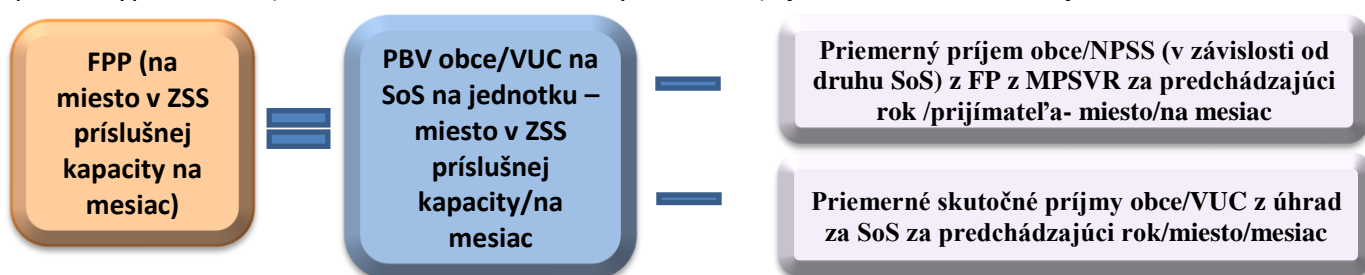 FPP (na
miesto v ZSS
príslušnej
kapacity na
mesiac)
PBV obce/VUC na
SoS na jednotku –
miesto v ZSS
príslušnej
kapacity/na
mesiac
Priemerný príjem obce/NPSS (v závislosti od
druhu SoS) z FP z MPSVR za predchádzajúci
rok /prijímateľa- miesto/na mesiac
Priemerné skutočné príjmy obce/VUC z úhrad
za SoS za predchádzajúci rok/miesto/mesiac